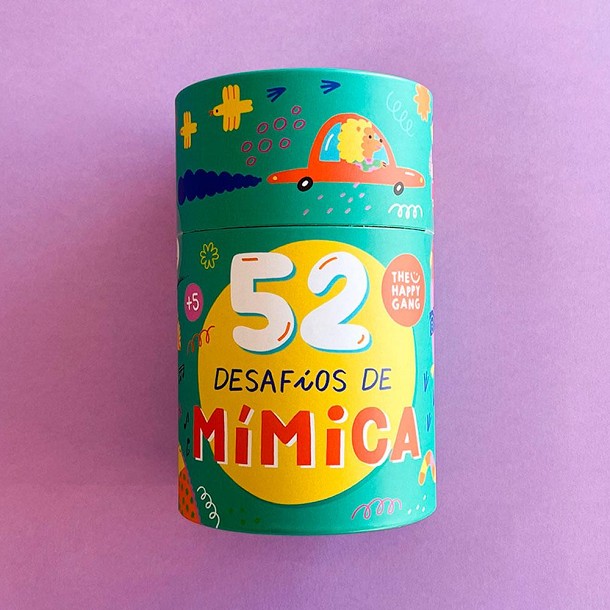 52
THE
HAPPY
GANG
+5
DESAFíOS DE
MÍMiCA